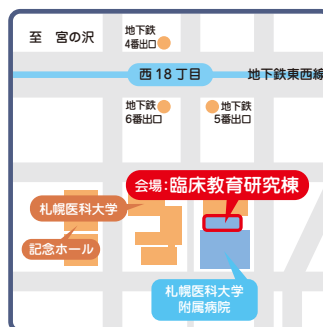 至 宮の沢
地下鉄
4番出口
西18丁目
地下鉄東西線
地下鉄
6番出口
地下鉄
5番出口
会場:臨床教育研究棟
札幌医科大学
記念ホール
札幌医科大学
附属病院